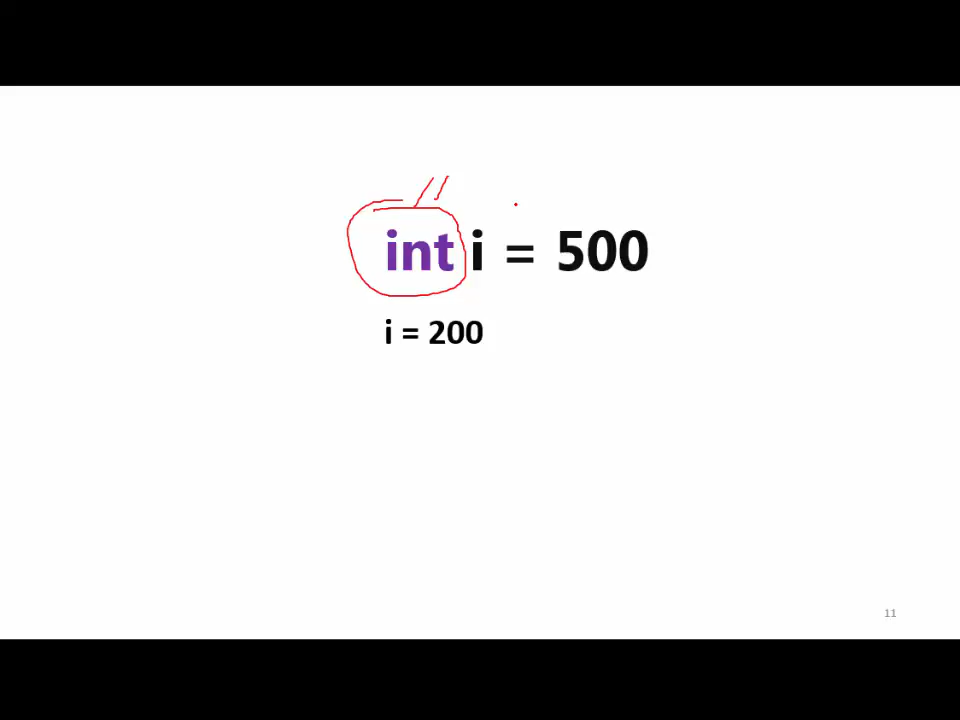 int i = 500
i = 200
11